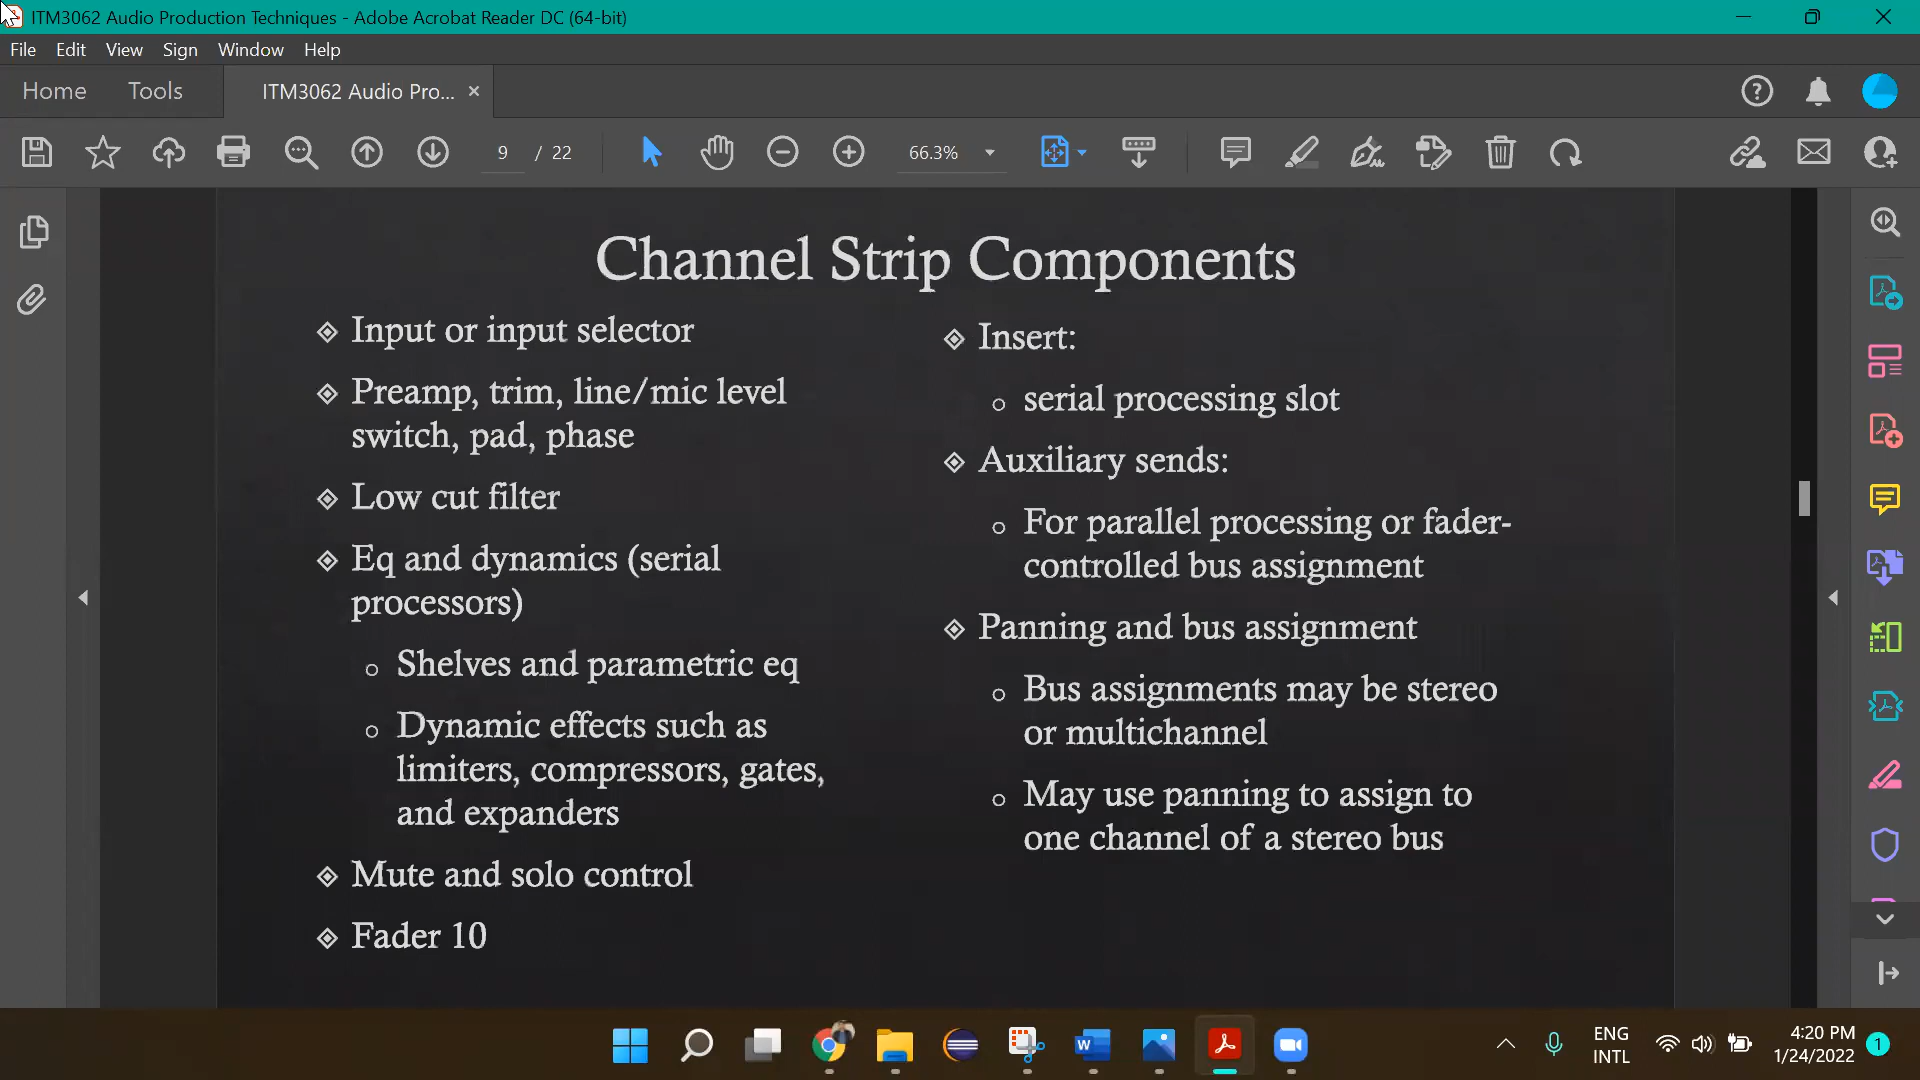 ITM3062 Audio Production Techniques - Adobe Acrobat Reader DC (64-bit)
File Edit View Sign Window Help
Home Tools ITM3062 Audio Pro... ×
9 / 22 66.3%
Channel Strip Components
Input or input selector
Preamp, trim, line/mic level
switch, pad, phase
Low cut filter
Eq and dynamics (serial
processors)
Shelves and parametric eq
Dynamic effects such as
limiters, compressors, gates,
and expanders
Mute and solo control
Fader 10
Insert:
serial processing slot
Auxiliary sends:
For parallel processing or fader-
controlled bus assignment
Panning and bus assignment
Bus assignments may be stereo
or multichannel
May use panning to assign to
one channel of a stereo bus
ENG
INTL
4:20 PM
1/24/2022
1